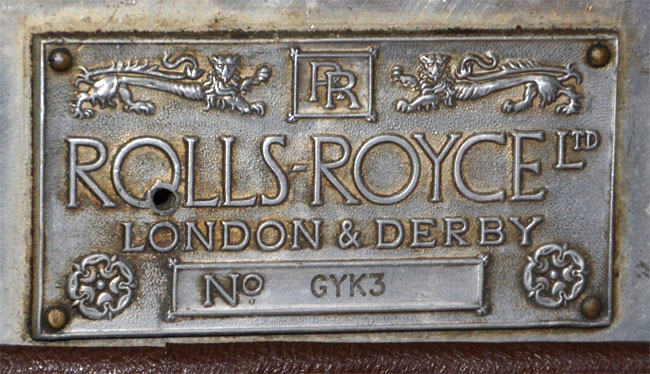 RR
ROLLS-ROYCE LTD
LONDON & DERBY
No GYK3